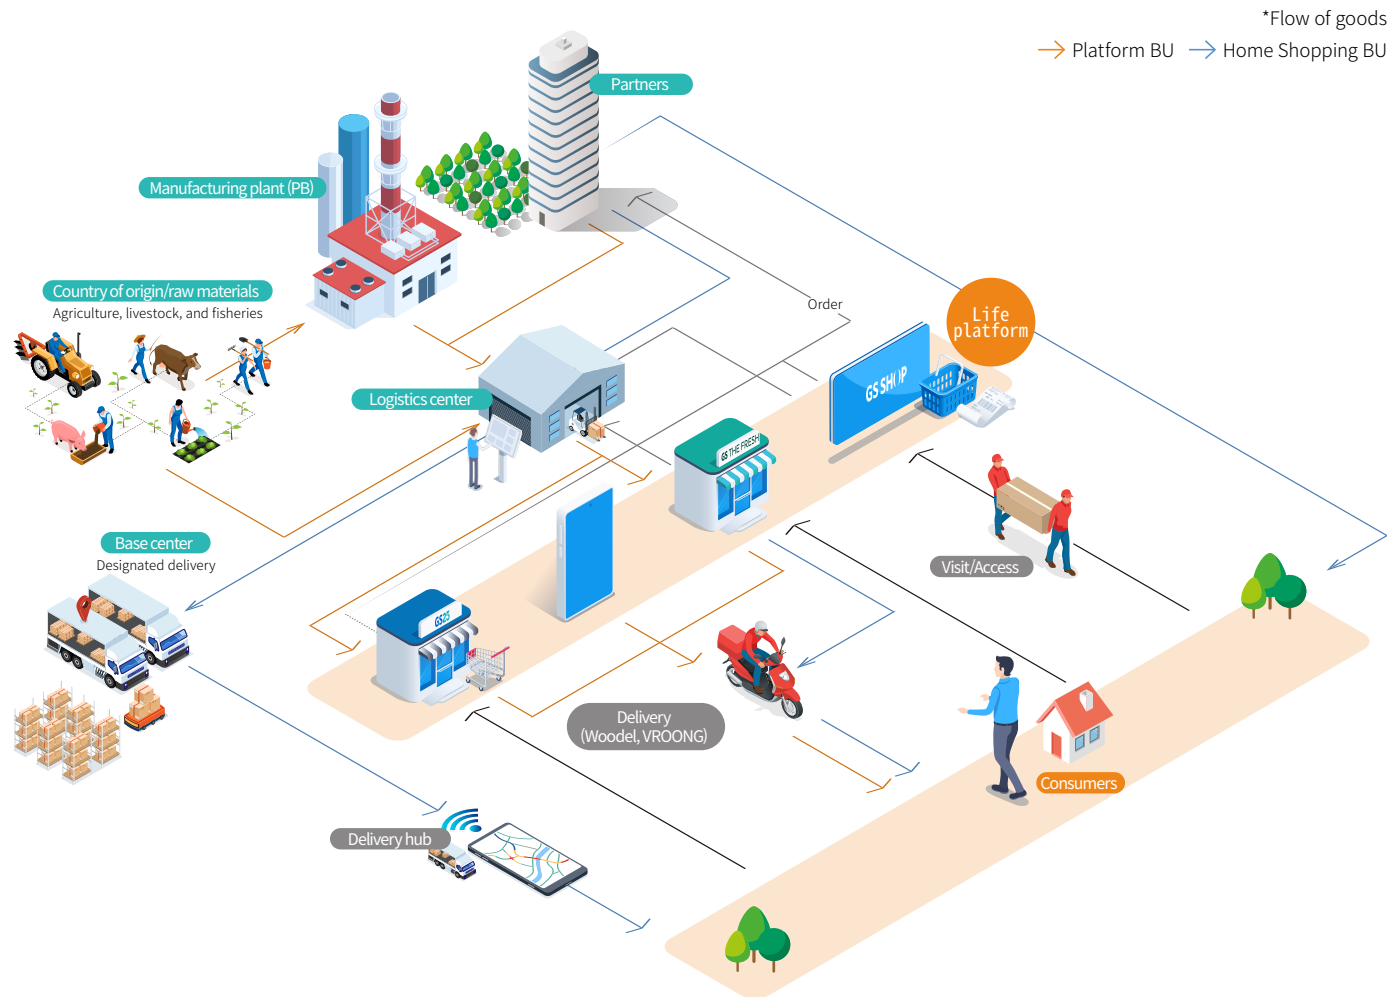 *Flow of goods
Platform BU
Home Shopping BU
Partners
Manufacturing plant (PB)
Country of origin/raw materials
Agriculture, livestock, and fisheries
Order
Life
platform
GS SHOP
Logistics center
GS THE FRESH
Base center
Designated delivery
Visit/Access
GS25
Delivery
(Woodel, VROONG)
Consumers
Delivery hub